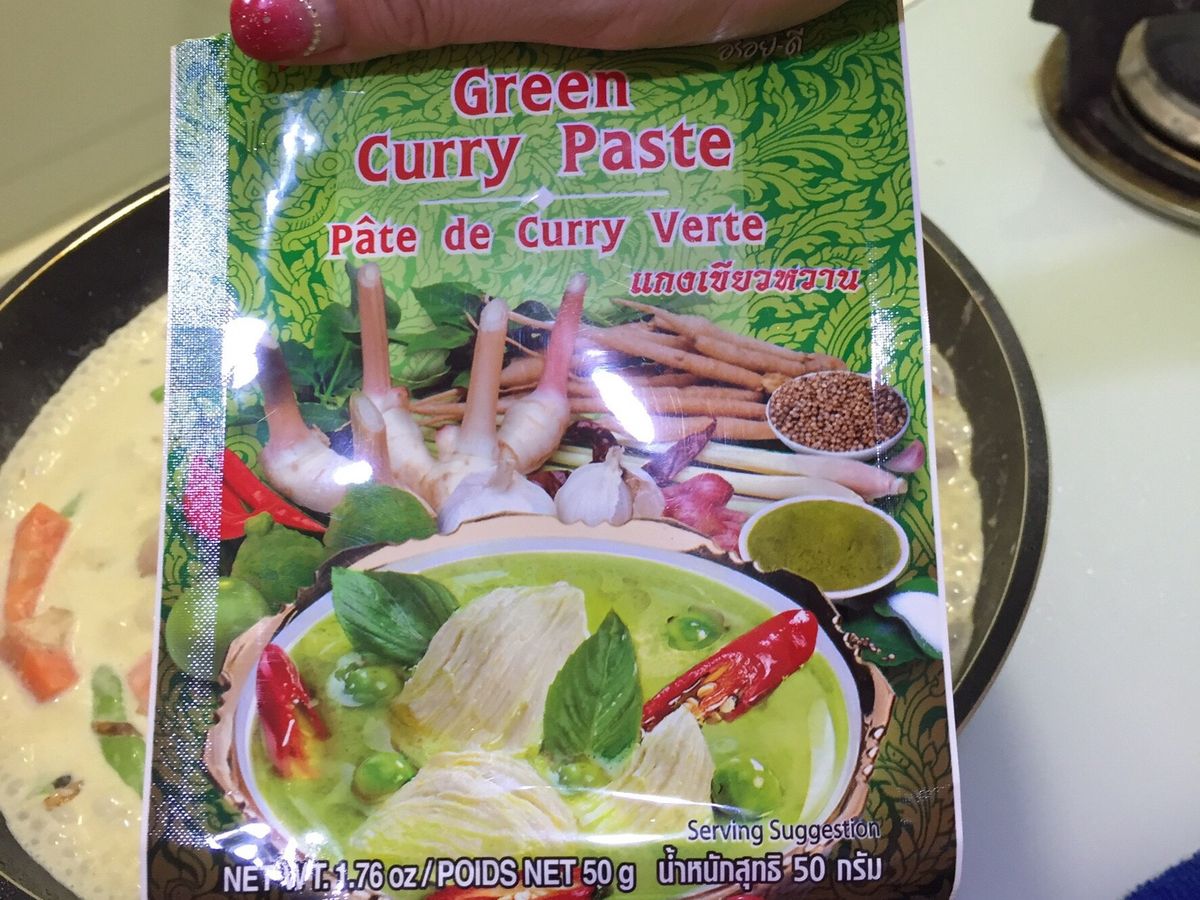 อร่อย-ดี
Green
Curry Paste
Pâte de Curry Verte
แกงเขียวหวาน
Serving Suggestion
NET WT. 1.76 oz / POIDS NET 50 g น้ำหนักสุทธิ 50 กรัม